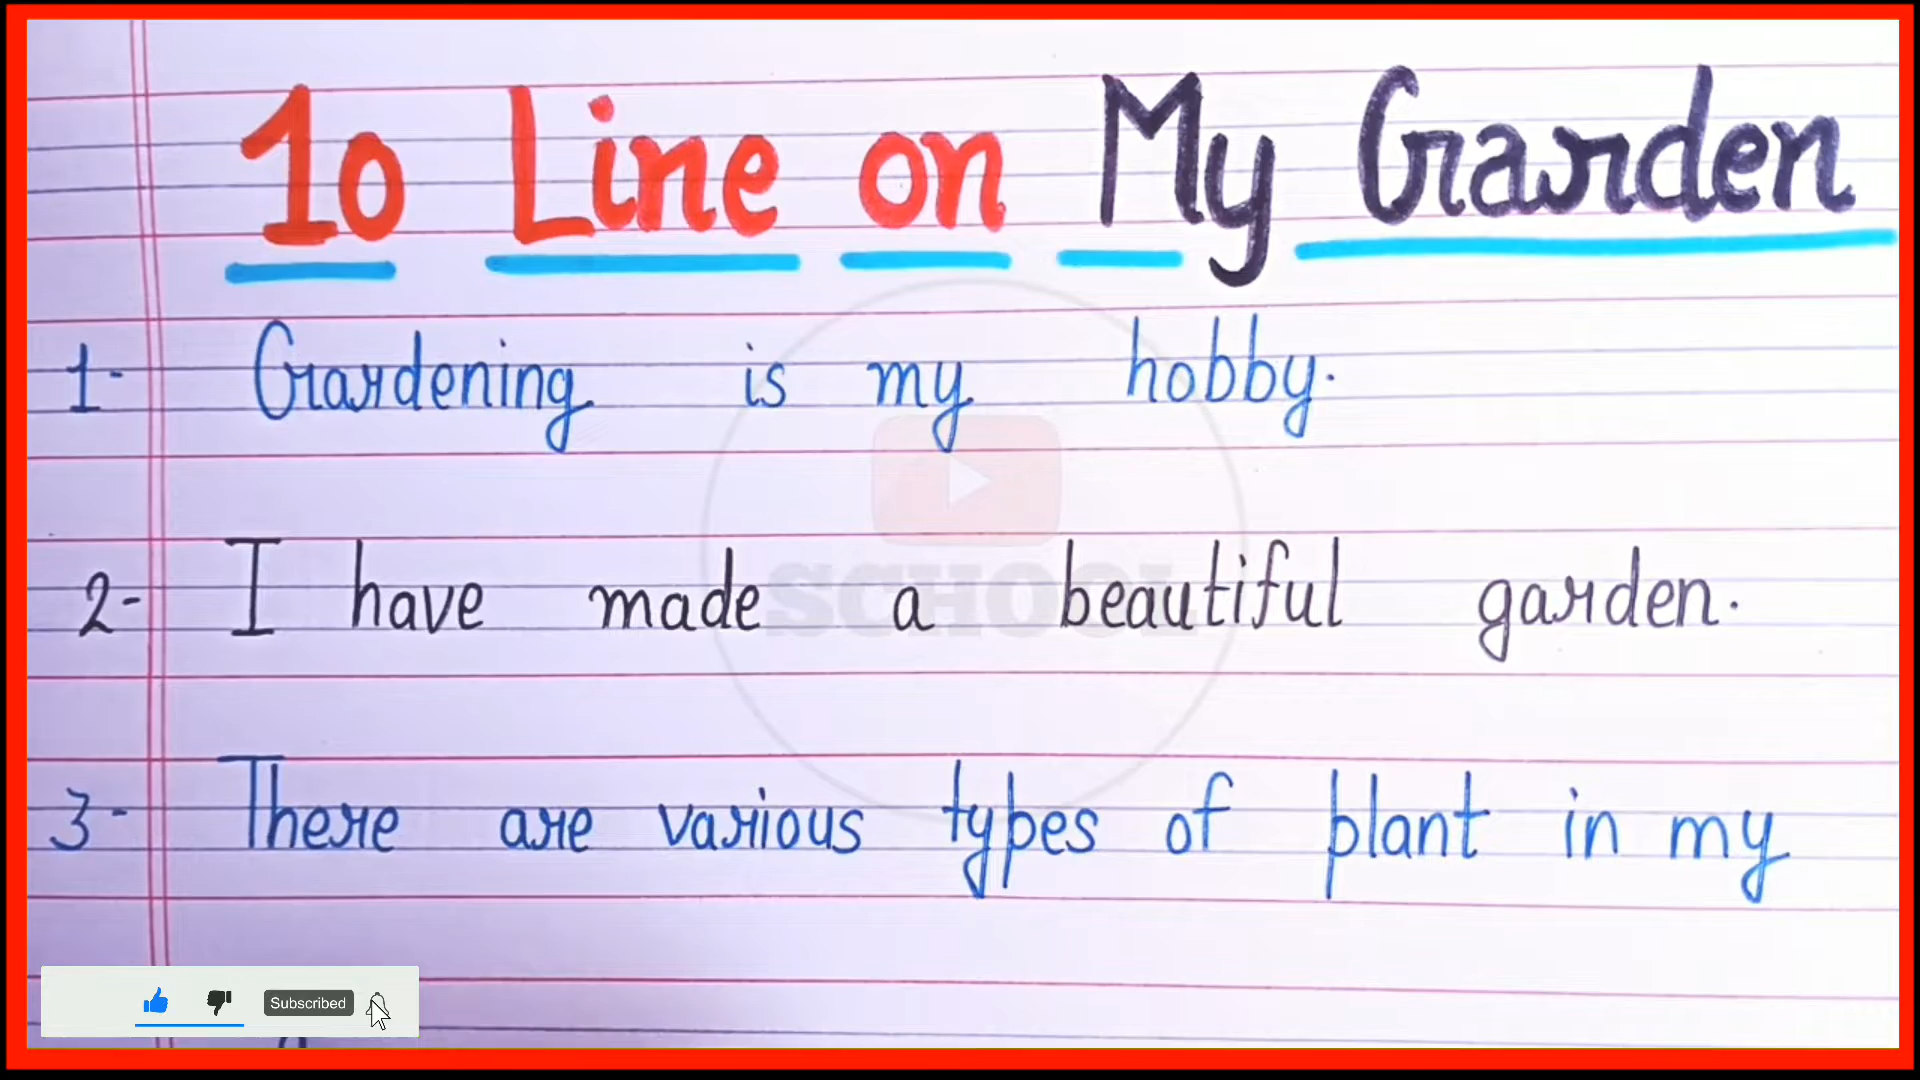 10 Line on My Garden
1- Gardening is my hobby.
2- I have made a beautiful garden.
3- There are various types of plant in my
SCHOOL
Subscribed